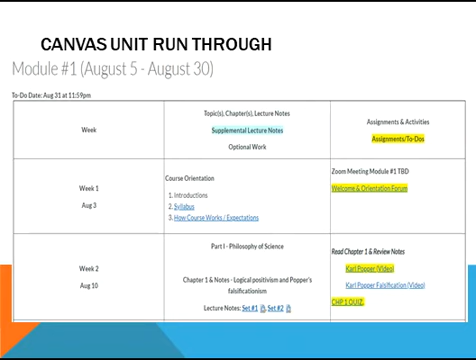 CANVAS UNIT RUN THROUGH
Module #1 (August 5 - August 30)
To-Do Date: Aug 31 at 11:59pm
Week
Topic(s), Chapter(s), Lecture Notes
Supplemental Lecture Notes
Optional Work
Assignments & Activities
Assignments/To-Dos
Week 1
Aug 3
Course Orientation
1. Introductions
2. Syllabus
3. How Course Works / Expectations
Zoom Meeting Module #1 TBD
Welcome & Orientation Forum
Week 2
Aug 10
Part I - Philosophy of Science
Chapter 1 & Notes - Logical positivism and Popper's
falsificationism
Lecture Notes: Set #1, Set #2
Read Chapter 1 & Review Notes
Karl Popper (Video)
Karl Popper Falsification (Video)
CHP 1 QUIZ.